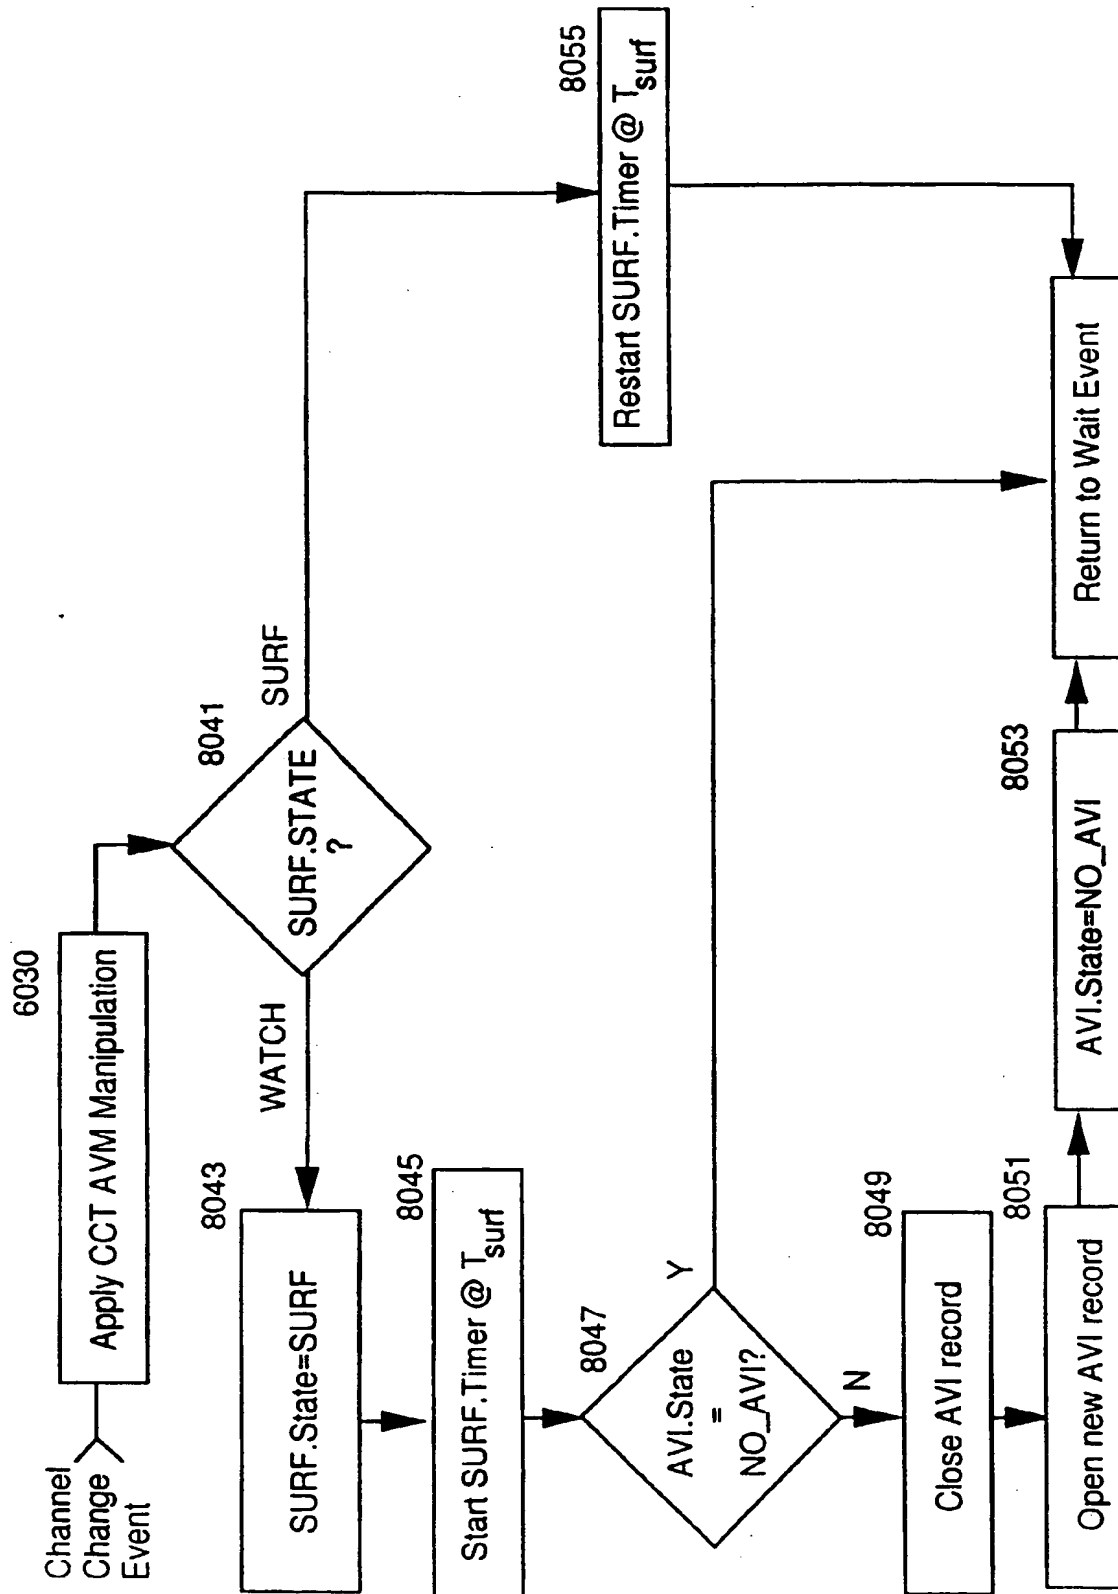 Channel
Change
Event
6030
Apply CCT AVM Manipulation
8041
SURF.STATE
?
WATCH
SURF
8043
SURF.State=SURF
8045
Start SURF.Timer @ Tsurf
8055
Restart SURF.Timer @ Tsurf
8047
AVI.State
=
NO_AVI?
Y
N
8049
Close AVI record
8051
Open new AVI record
8053
AVI.State=NO_AVI
Return to Wait Event